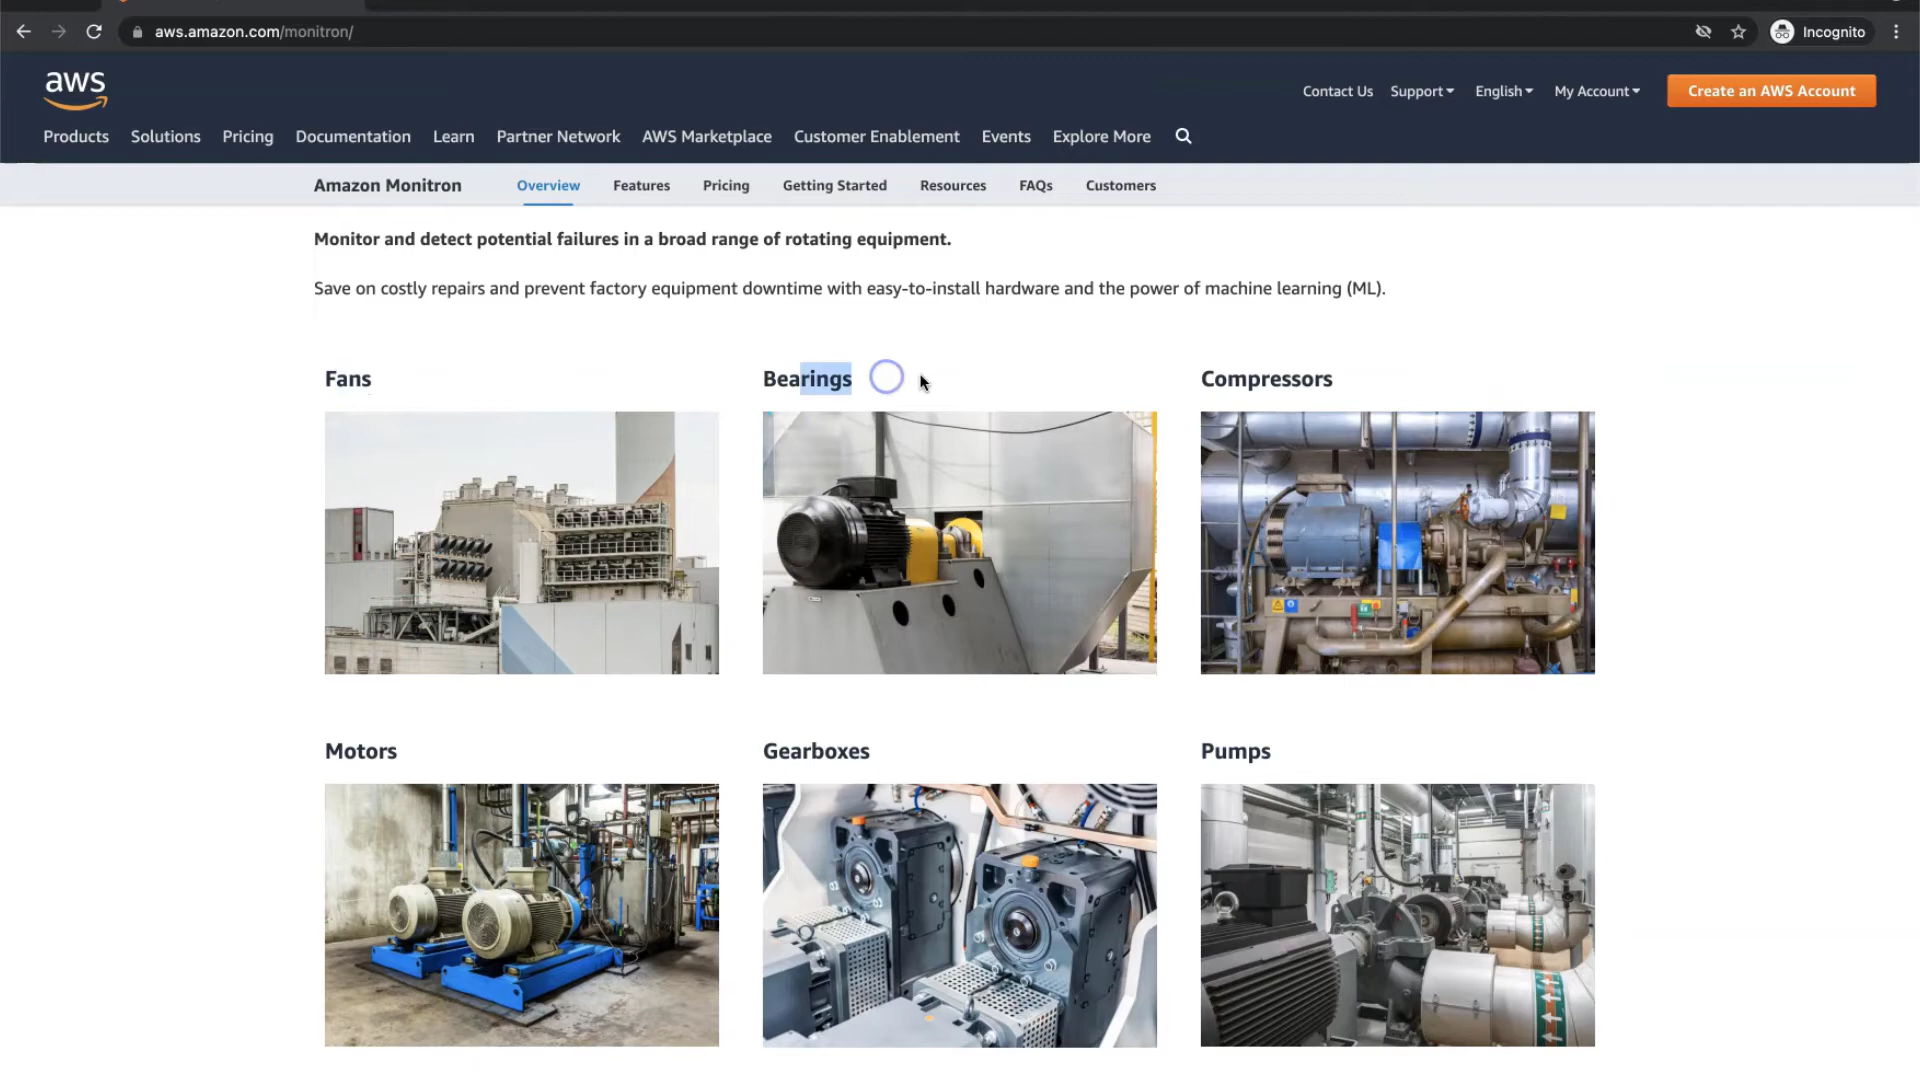 aws.amazon.com/monitron/
Incognito
aws
Contact Us
Support
English
My Account
Create an AWS Account
Products
Solutions
Pricing
Documentation
Learn
Partner Network
AWS Marketplace
Customer Enablement
Events
Explore More
Amazon Monitron
Overview
Features
Pricing
Getting Started
Resources
FAQs
Customers
Monitor and detect potential failures in a broad range of rotating equipment.
Save on costly repairs and prevent factory equipment downtime with easy-to-install hardware and the power of machine learning (ML).
Fans
Bearings
Compressors
Motors
Gearboxes
Pumps